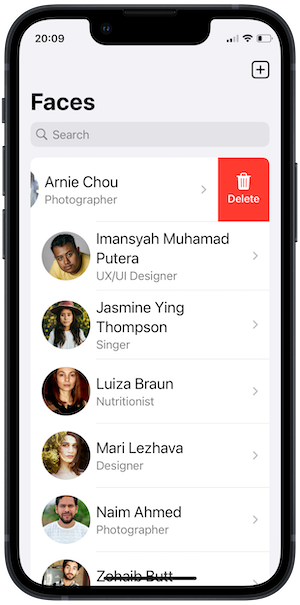 20:09
Faces
Search
Arnie Chou
Photographer
Delete
Imansyah Muhamad
Putera
UX/UI Designer
Jasmine Ying
Thompson
Singer
Luiza Braun
Nutritionist
Mari Lezhava
Designer
Naim Ahmed
Photographer
Zohaib Butt